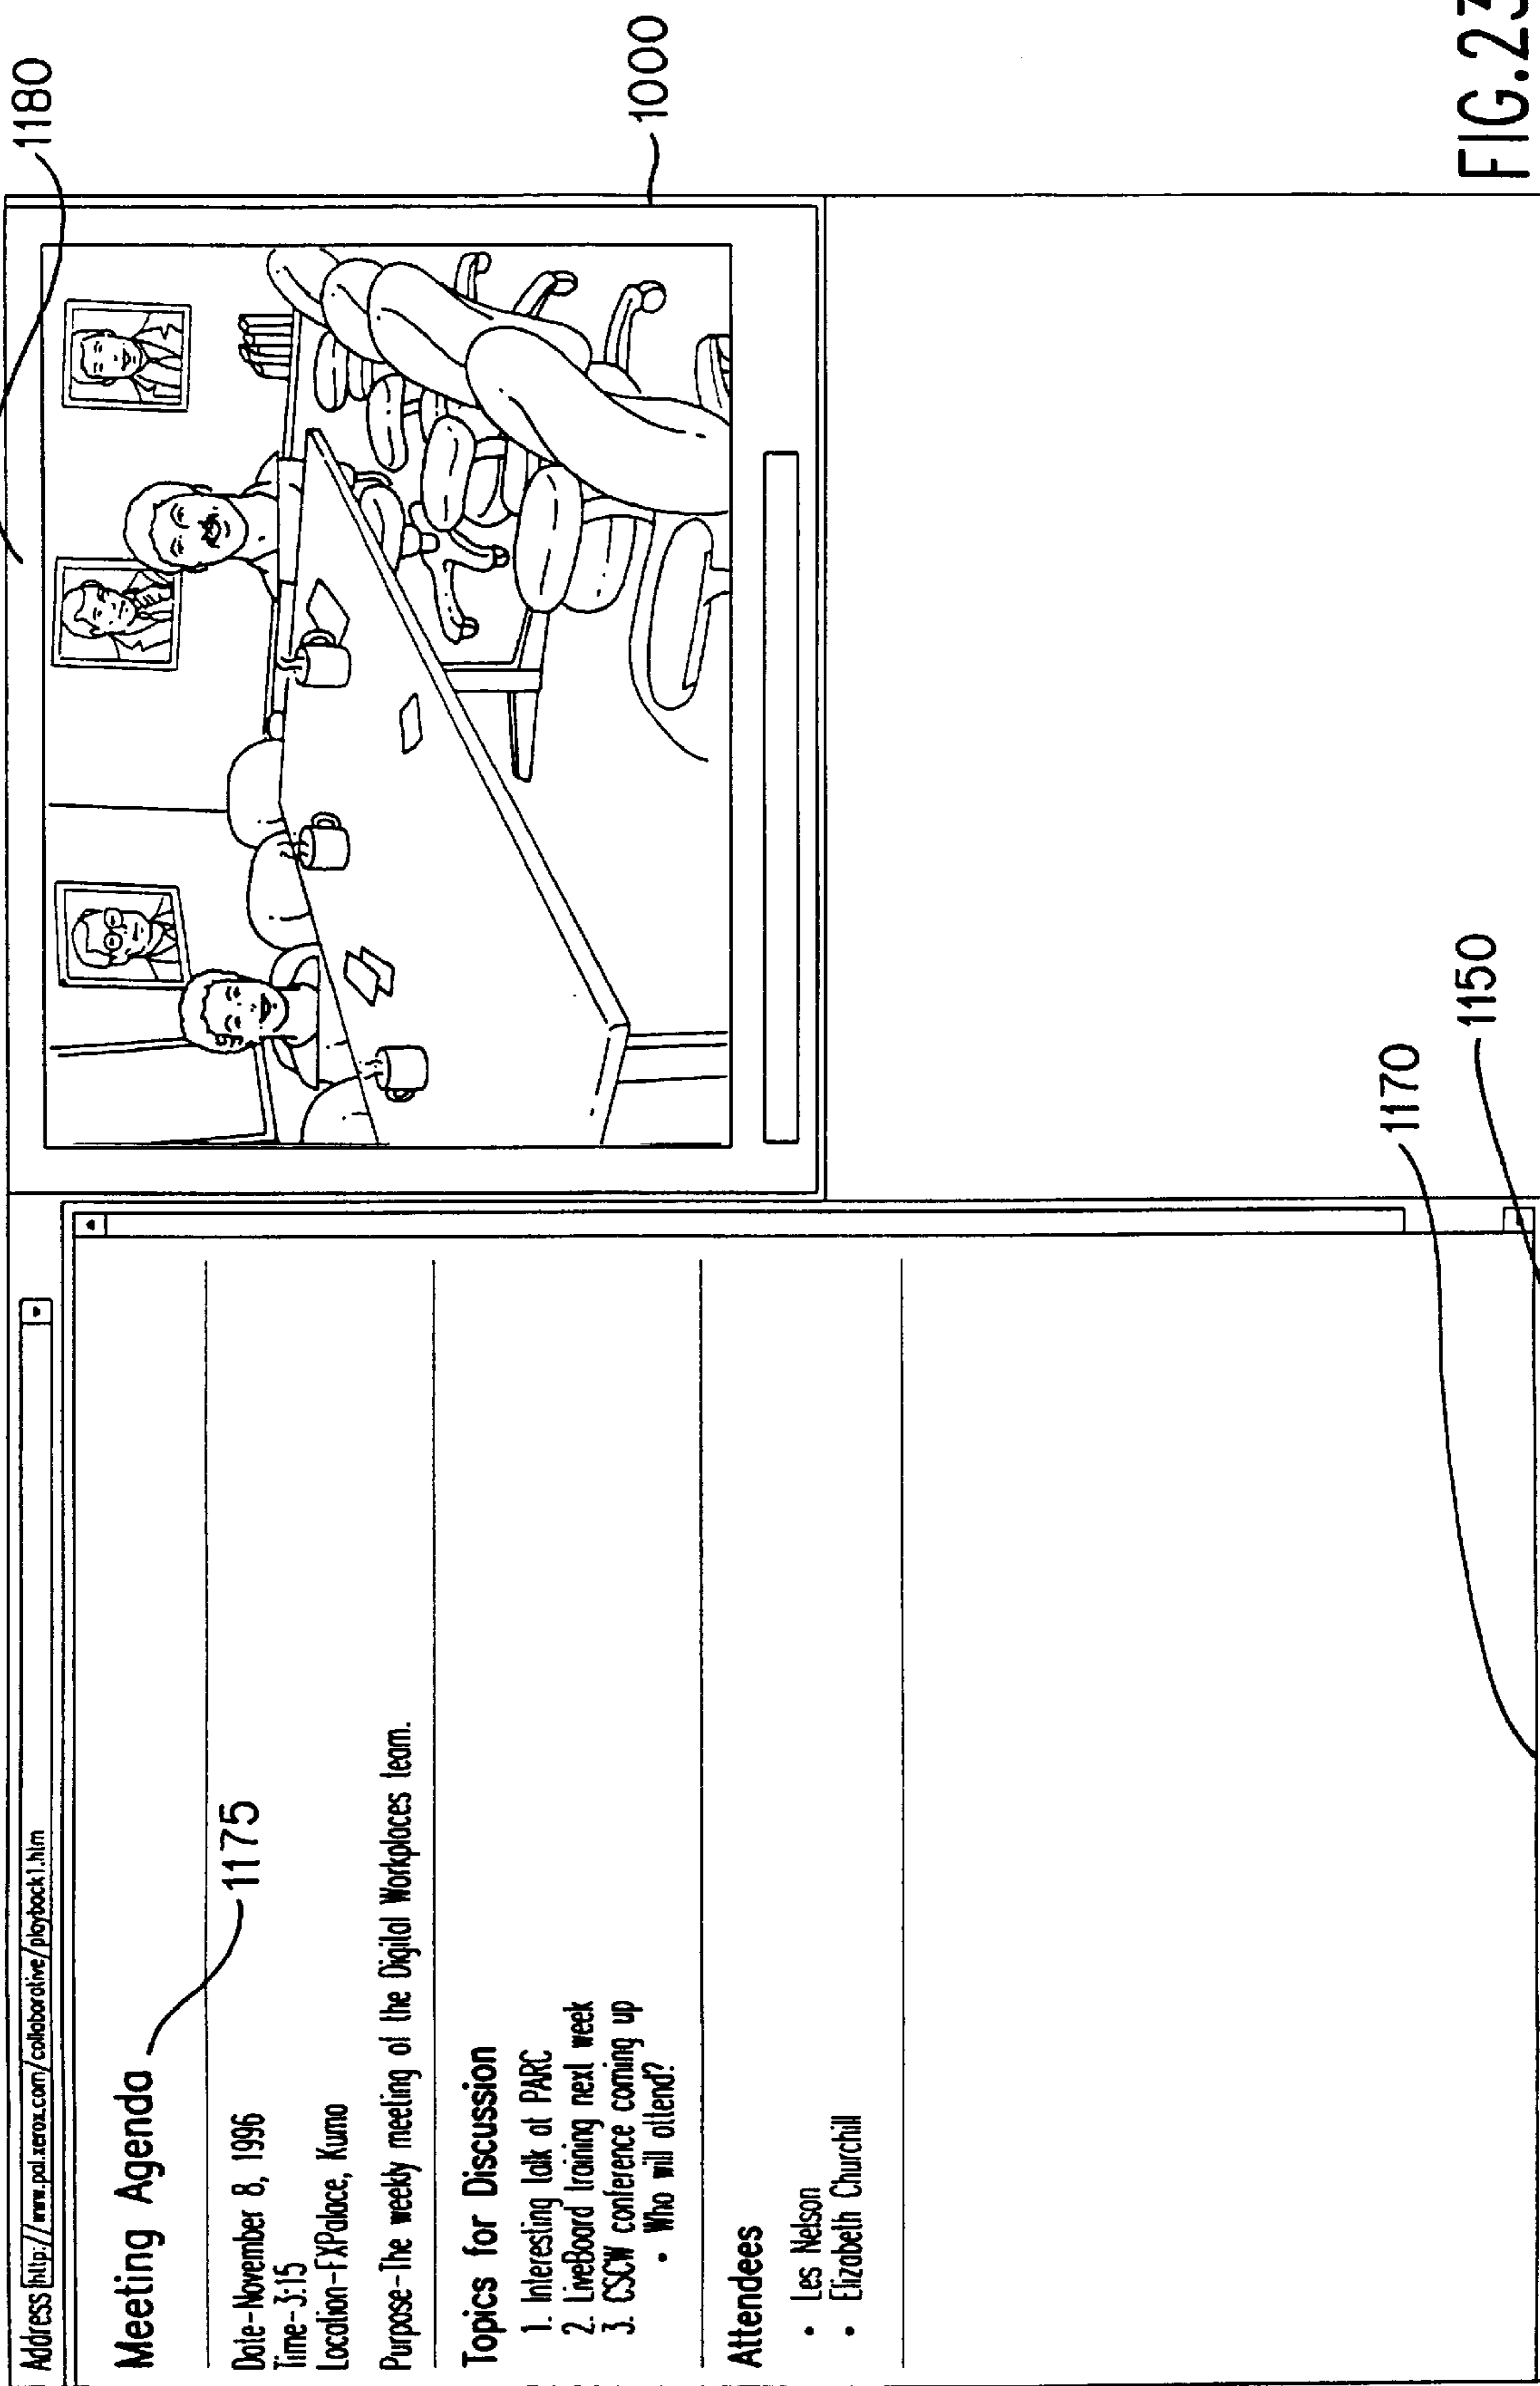 1180
Address http://www.pal.xerox.com/collaborative/playback1.htm
Meeting Agenda
1175
Date-November 8, 1996
Time-3:15
Location-FXPalace, Kumo
Purpose-The weekly meeting of the Digital Workplaces team.
Topics for Discussion
1. Interesting talk at PARC
2. LiveBoard training next week
3. CSCW conference coming up
• Who will attend?
Attendees
• Les Nelson
• Elizabeth Churchill
1000
1170
1150
FIG.23